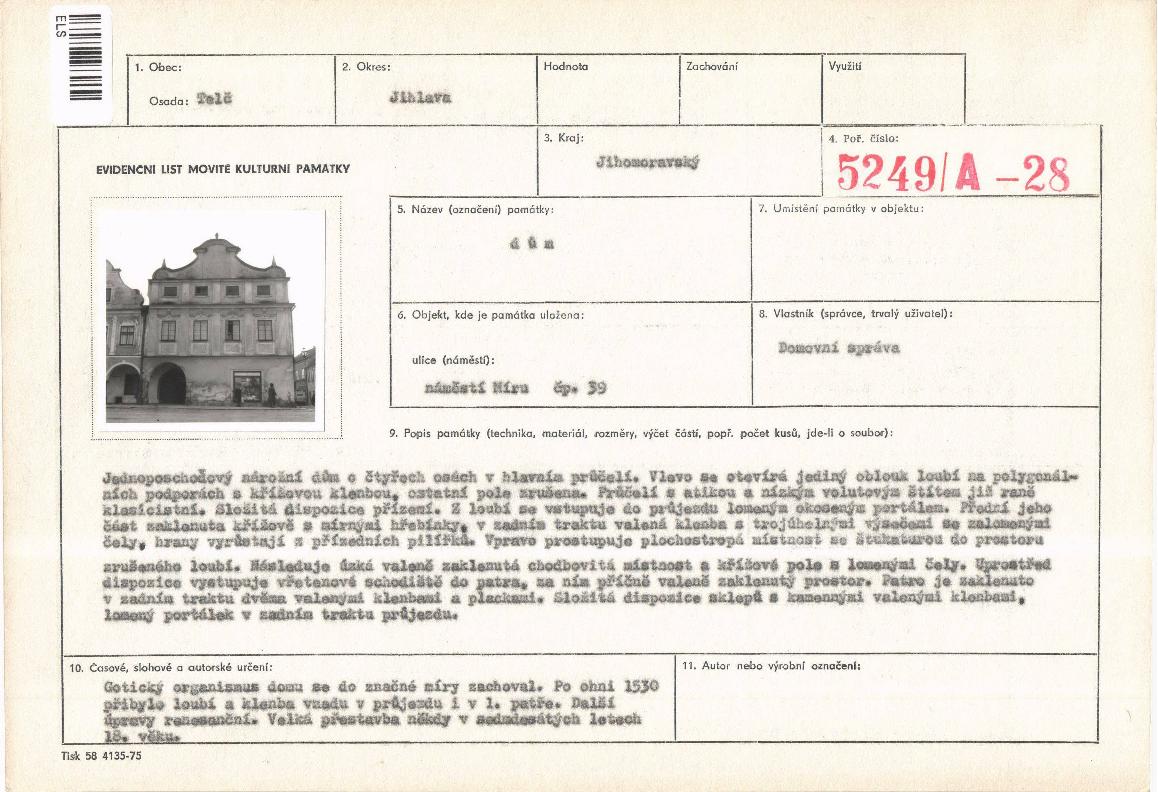 ELS
1. Obec:
Osada: Telč
2. Okres:
Jihlava
Hodnota
Zachování
Využití
EVIDENČNÍ LIST MOVITÉ KULTURNÍ PAMÁTKY
3. Kraj:
Jihomoravský
4. Poř. číslo:
5249/A -28
5. Název (označení) památky:
d ů m
7. Umístění památky v objektu:
6. Objekt, kde je památka uložena:
ulice (náměstí):
náměstí Míru čp. 39
8. Vlastník (správce, trvalý uživatel):
Domovní správa
9. Popis památky (technika, materiál, rozměry, výčet částí, popř. počet kusů, jde-li o soubor):
Jednoposchoďový nárožní dům o čtyřech osách v hlavním průčelí. Vlevo se otevírá jediný oblouk loubí na polygonál-
ních podporách s křížovou klenbou, ostatní pole zrušena. Průčelí s atikou a nízkým volutovým štítem již raně
klasicistní. Složitá dispozice přízemí. Z loubí se vstupuje do průjezdu lomeným okoseným portálem. Přední jeho
část zaklenuta křížově s mírnými hřebínky, v zadním traktu valená klenba s trojúhelnými výsečemi se zalomenými
čely, hrany vyrůstají z přízedních pilířků. Vpravo prostupuje plochostropá místnost se štukaturou do prostoru
zrušeného loubí. Následuje úzká valeně zaklenutá chodbovitá místnost a křížové pole s lomenými čely. Uprostřed
dispozice vystupuje vřetenové schodiště do patra, za ním příčně valeně zaklenutý prostor. Patro je zaklenuto
v zadním traktu dvěma valenými klenbami a plackami. Složitá dispozice sklepů s kamennými valenými klenbami,
lomený portálek v zadním traktu průjezdu.
10. Časové, slohové a autorské určení:
Gotický organismus domu se do značné míry zachoval. Po ohni 1530
přibylo loubí a klenba vzadu v průjezdu i v 1. patře. Další
úpravy renesanční. Velká přestavba někdy v sedmdesátých letech
18. věku.
11. Autor nebo výrobní označení:
Tisk 58 4135-75